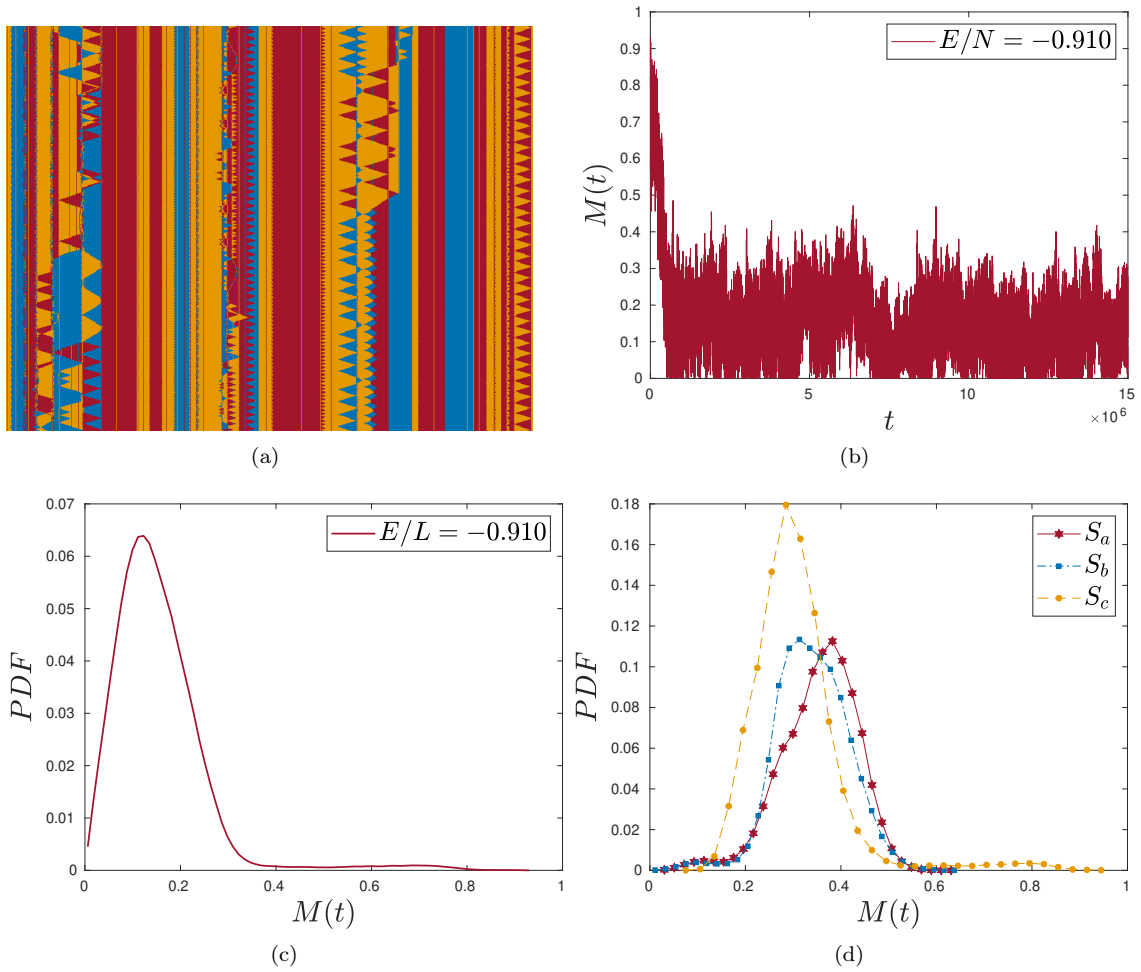 (a)
1
0.9
0.8
0.7
0.6
0.5
0.4
0.3
0.2
0.1
0
M(t)
E/N = −0.910
0 5 10 15
×10^6
t
(b)
0.07
0.06
0.05
0.04
0.03
0.02
0.01
0
PDF
E/L = −0.910
0 0.2 0.4 0.6 0.8 1
M(t)
(c)
0.18
0.16
0.14
0.12
0.1
0.08
0.06
0.04
0.02
0
PDF
S_a
S_b
S_c
0 0.2 0.4 0.6 0.8 1
M(t)
(d)